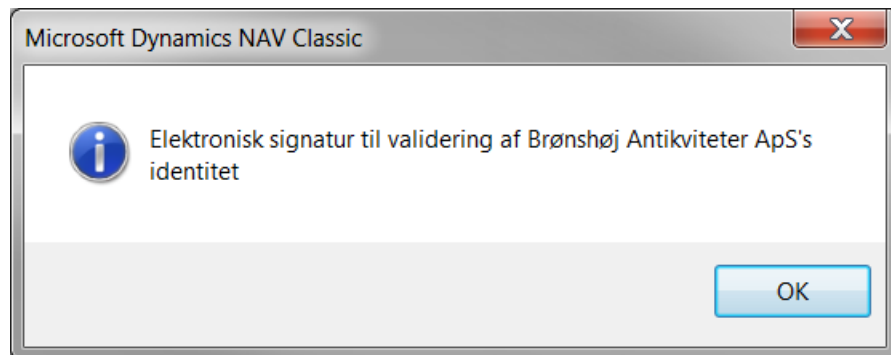 Microsoft Dynamics NAV Classic
Elektronisk signatur til validering af Brønshøj Antikviteter ApS's
identitet
OK